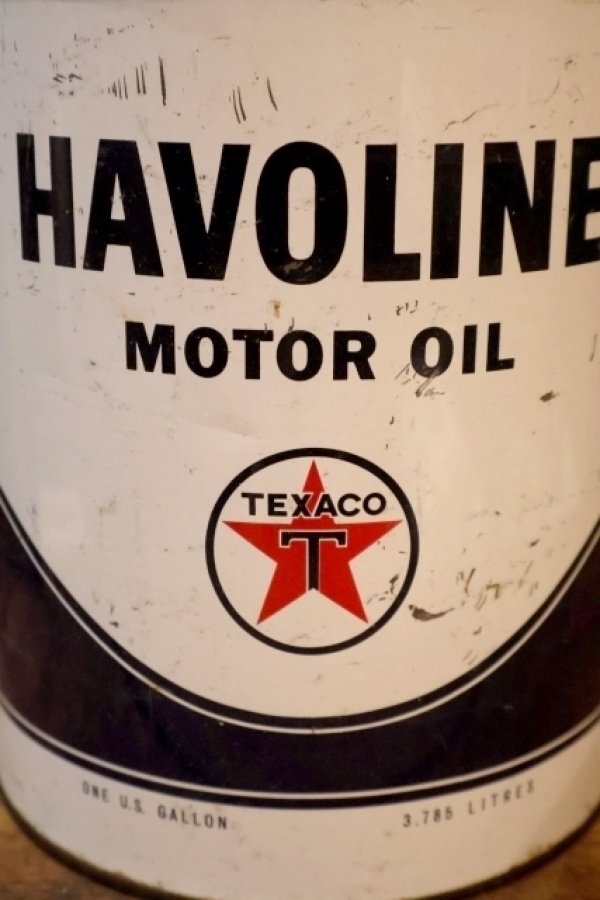 HAVOLINE
MOTOR OIL
TEXACO
T
ONE U.S. GALLON 3.785 LITRES